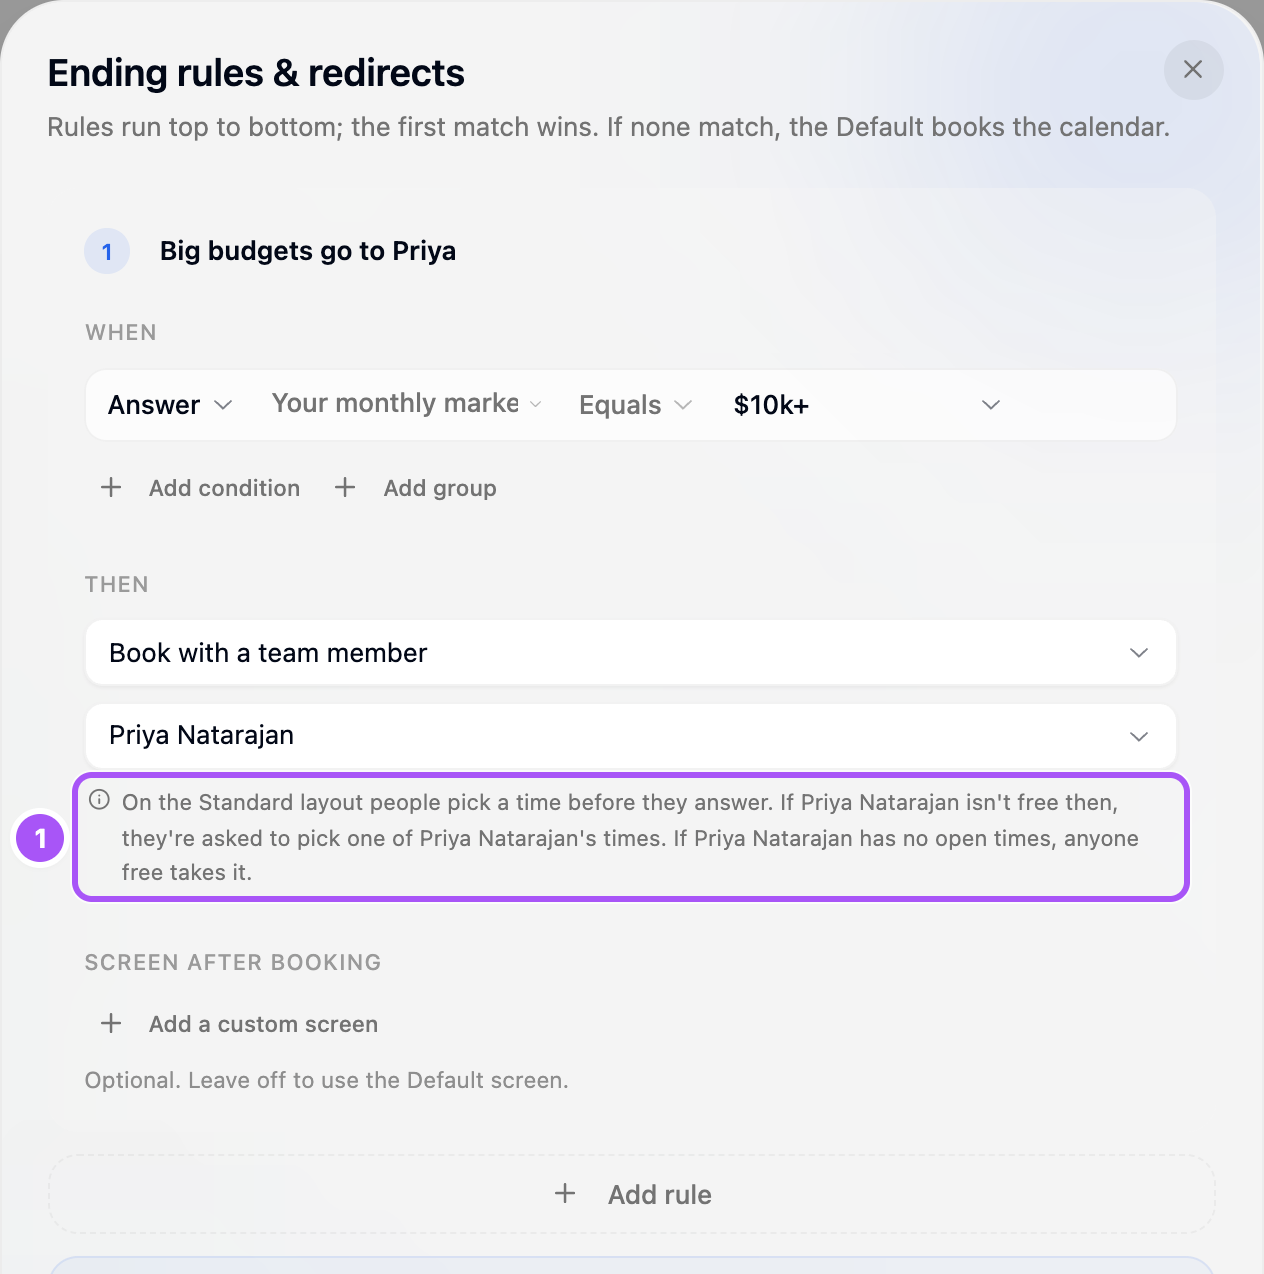 Ending rules & redirects
Rules run top to bottom; the first match wins. If none match, the Default books the calendar.
1
Big budgets go to Priya
WHEN
Answer
Your monthly marke
Equals
$10k+
Add condition
Add group
THEN
Book with a team member
Priya Natarajan
1
On the Standard layout people pick a time before they answer. If Priya Natarajan isn't free then,
they're asked to pick one of Priya Natarajan's times. If Priya Natarajan has no open times, anyone
free takes it.
SCREEN AFTER BOOKING
Add a custom screen
Optional. Leave off to use the Default screen.
Add rule